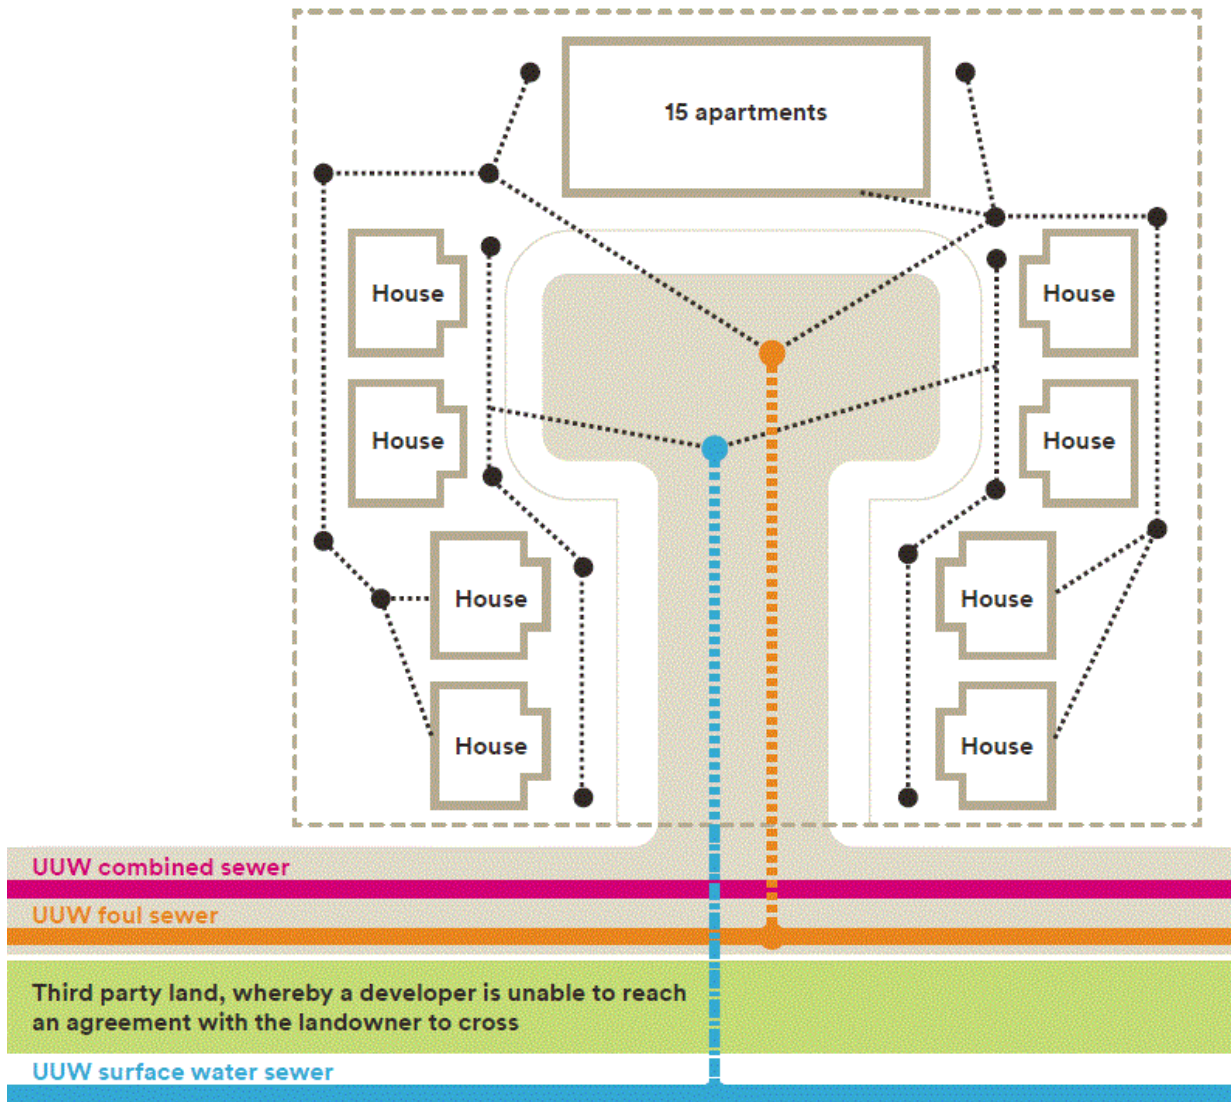 15 apartments
House
House
House
House
House
House
House
House
UUW combined sewer
UUW foul sewer
Third party land, whereby a developer is unable to reach
an agreement with the landowner to cross
UUW surface water sewer